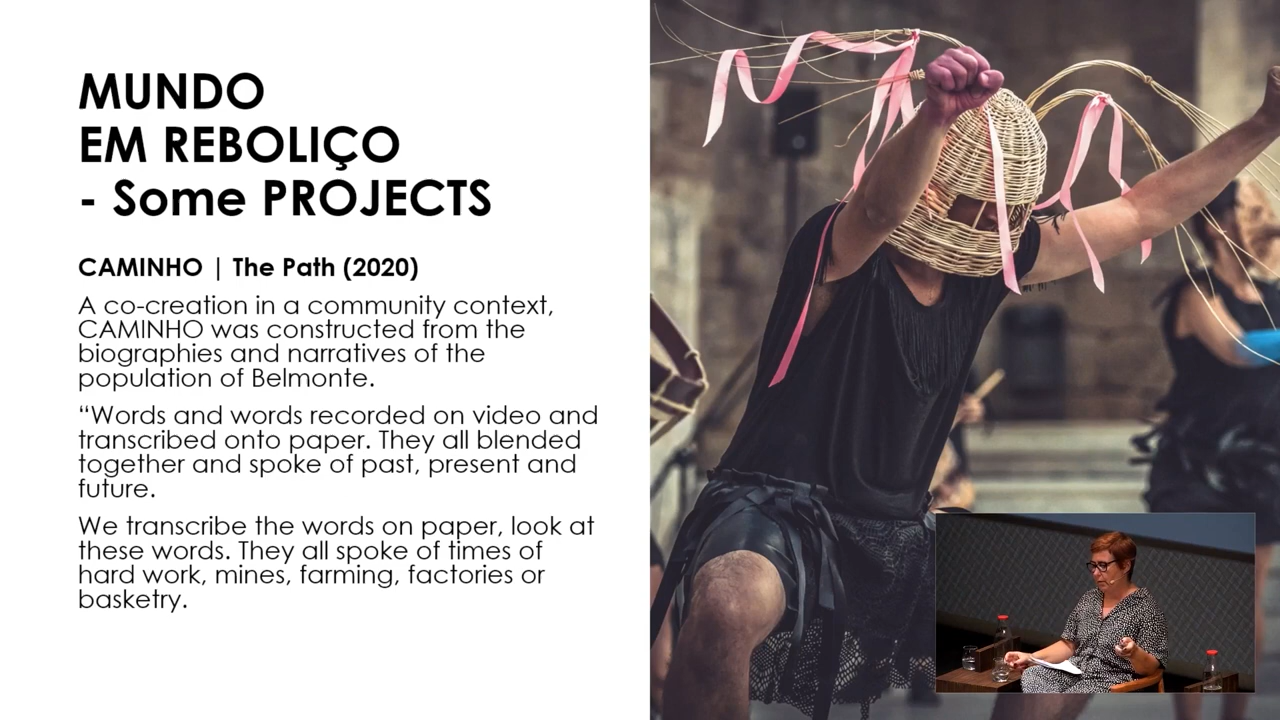 MUNDO
EM REBOLIÇO
- Some PROJECTS
CAMINHO | The Path (2020)
A co-creation in a community context,
CAMINHO was constructed from the
biographies and narratives of the
population of Belmonte.
“Words and words recorded on video and
transcribed onto paper. They all blended
together and spoke of past, present and
future.
We transcribe the words on paper, look at
these words. They all spoke of times of
hard work, mines, farming, factories or
basketry.